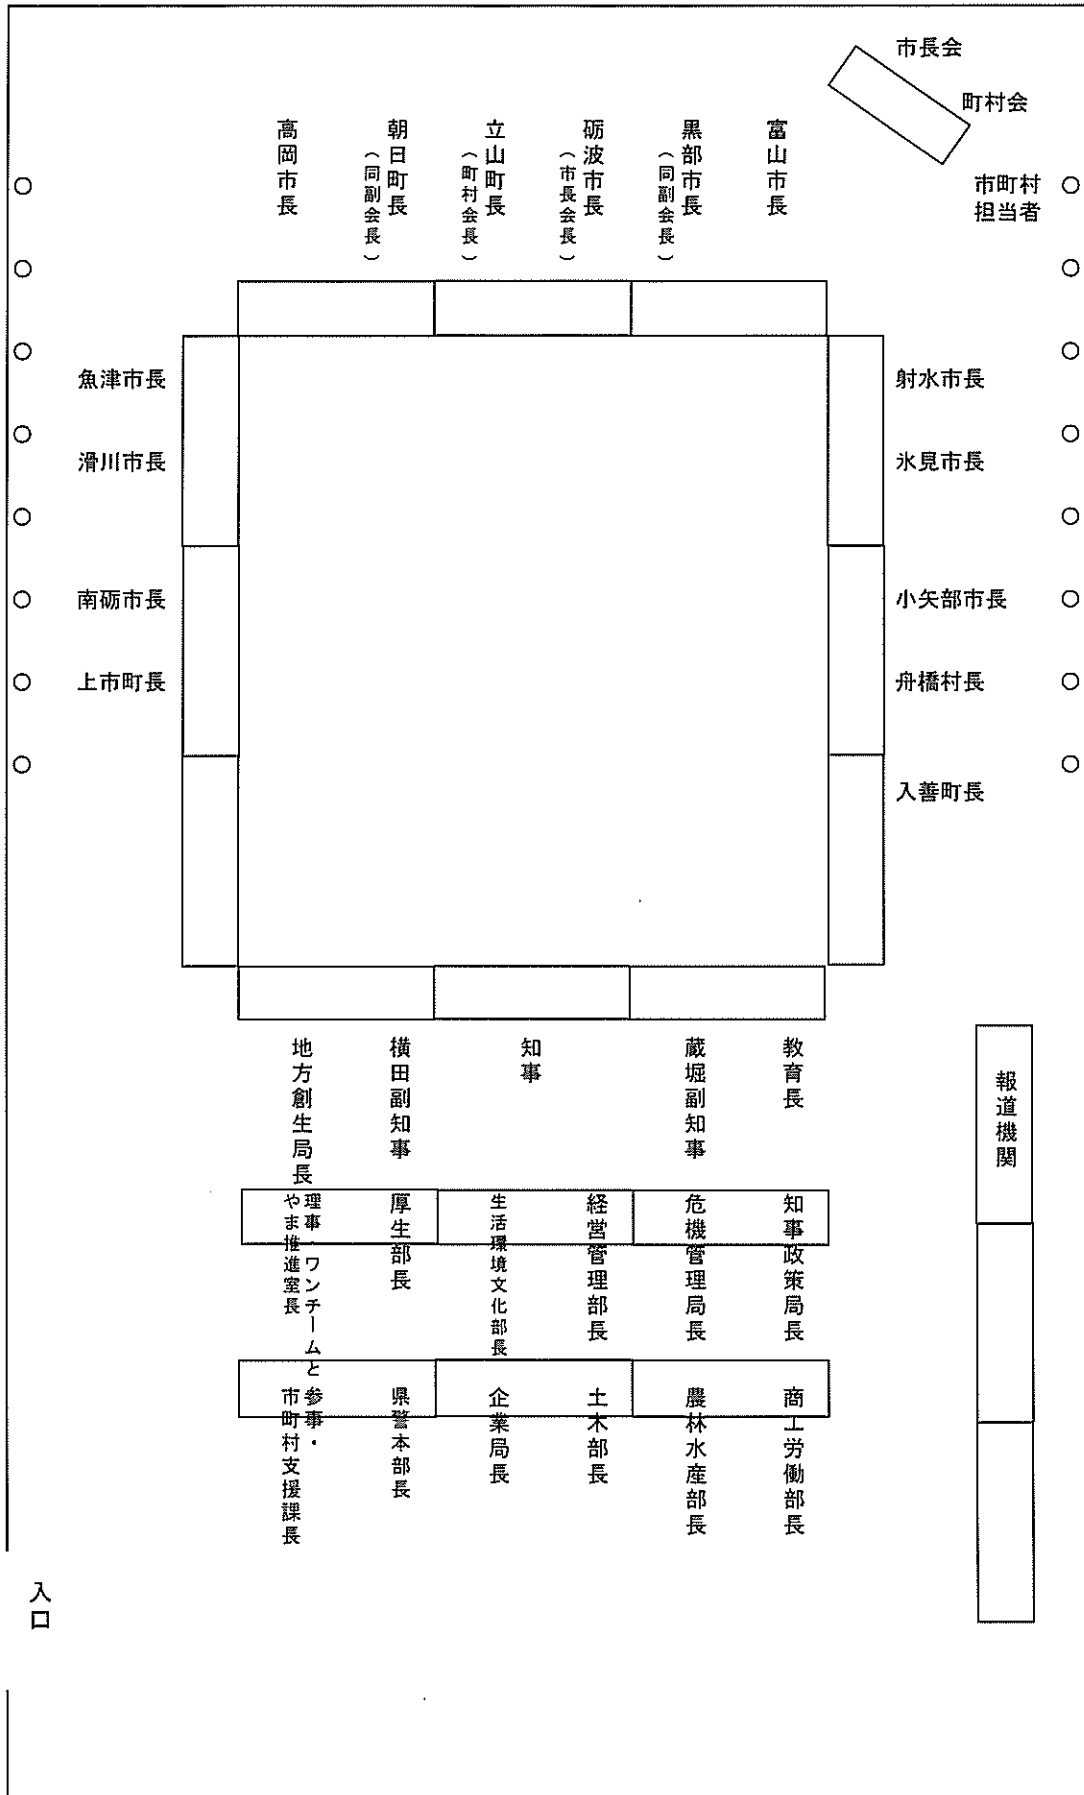 市長会
町村会
市町村
担当者
高岡市長
朝日町長
（同副会長）
立山町長
（町村会長）
砺波市長
（市長会長）
黒部市長
（同副会長）
富山市長
魚津市長
滑川市長
南砺市長
上市町長
射水市長
氷見市長
小矢部市長
舟橋村長
入善町長
地方創生局長
横田副知事
知事
蔵堀副知事
教育長
報道機関
理事・ワンチームと
やま推進室長
厚生部長
生活環境文化部長
経営管理部長
危機管理局長
知事政策局長
参事・
市町村支援課長
県警本部長
企業局長
土木部長
農林水産部長
商工労働部長
入口